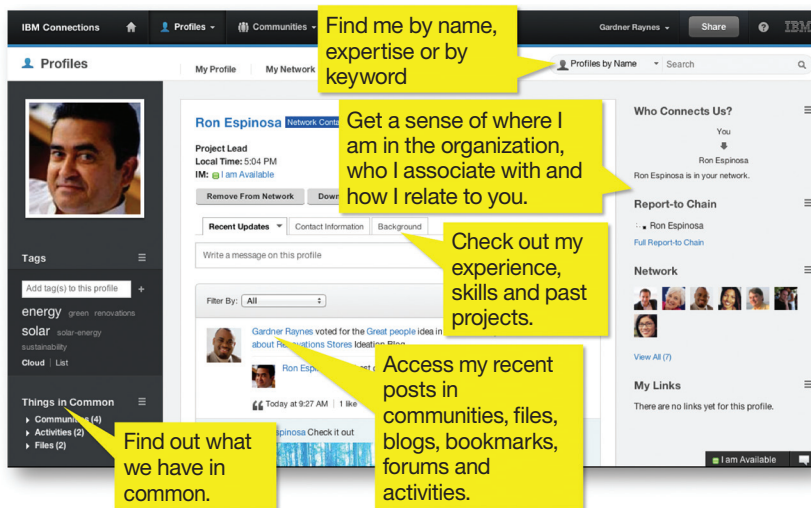 IBM Connections
Profiles
Communities
Gardner Raynes
Share
IBM
Find me by name,
expertise or by
keyword
Profiles
My Profile
My Network
Profiles by Name
Search
Ron Espinosa Network Conta
Project Lead
Local Time: 5:04 PM
IM: I am Available
Remove From Network
Down
Get a sense of where I
am in the organization,
who I associate with and
how I relate to you.
Who Connects Us?
You
Ron Espinosa
Ron Espinosa is in your network.
Report-to Chain
Ron Espinosa
Full Report-to Chain
Recent Updates
Contact Information
Background
Write a message on this profile
Check out my
experience,
skills and past
projects.
Network
View All (7)
My Links
There are no links yet for this profile.
Tags
Add tag(s) to this profile
energy green renovations
solar solar-energy
sustainability
Cloud | List
Filter By: All
Gardner Raynes voted for the Great people idea in
about Renovations Stores Ideation Blog
Ron Esp
Today at 9:27 AM 1 like
spinosa Check it out
Access my recent
posts in
communities, files,
blogs, bookmarks,
forums and
activities.
Things in Common
Communities (4)
Activities (2)
Files (2)
Find out what
we have in
common.
I am Available